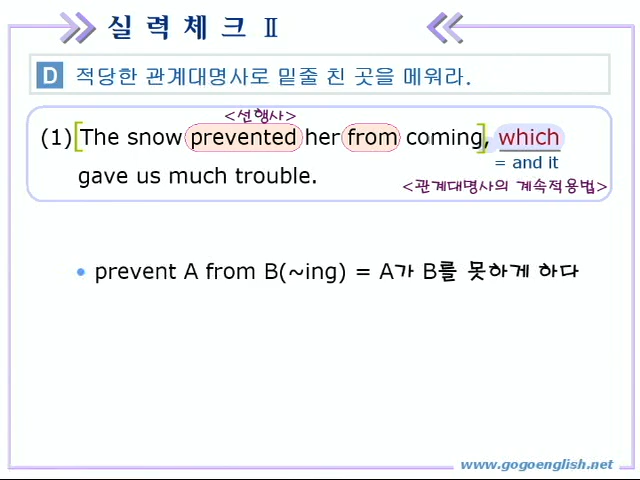 실 력 체 크 Ⅱ
D 적당한 관계대명사로 밑줄 친 곳을 메워라.
<선행사>
(1) [The snow prevented her from coming], which
= and it
gave us much trouble.
<관계대명사의 계속적용법>
• prevent A from B(~ing) = A가 B를 못하게 하다
www.gogoenglish.net